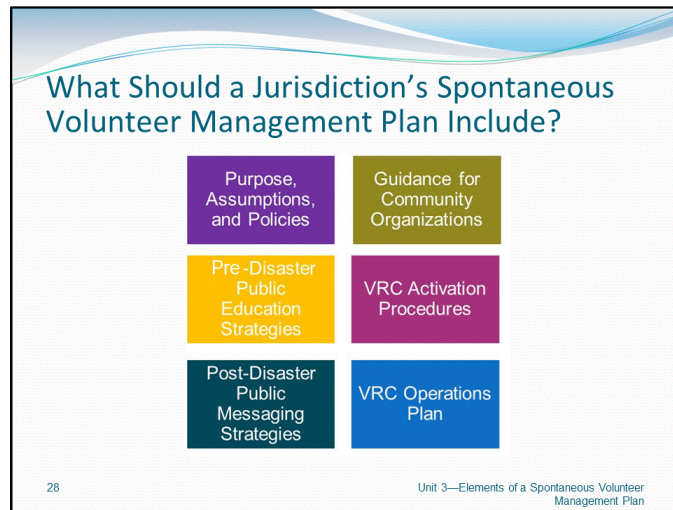 What Should a Jurisdiction’s Spontaneous
Volunteer Management Plan Include?
Purpose,
Assumptions,
and Policies
Guidance for
Community
Organizations
Pre-Disaster
Public
Education
Strategies
VRC Activation
Procedures
Post-Disaster
Public
Messaging
Strategies
VRC Operations
Plan
28
Unit 3—Elements of a Spontaneous Volunteer
Management Plan